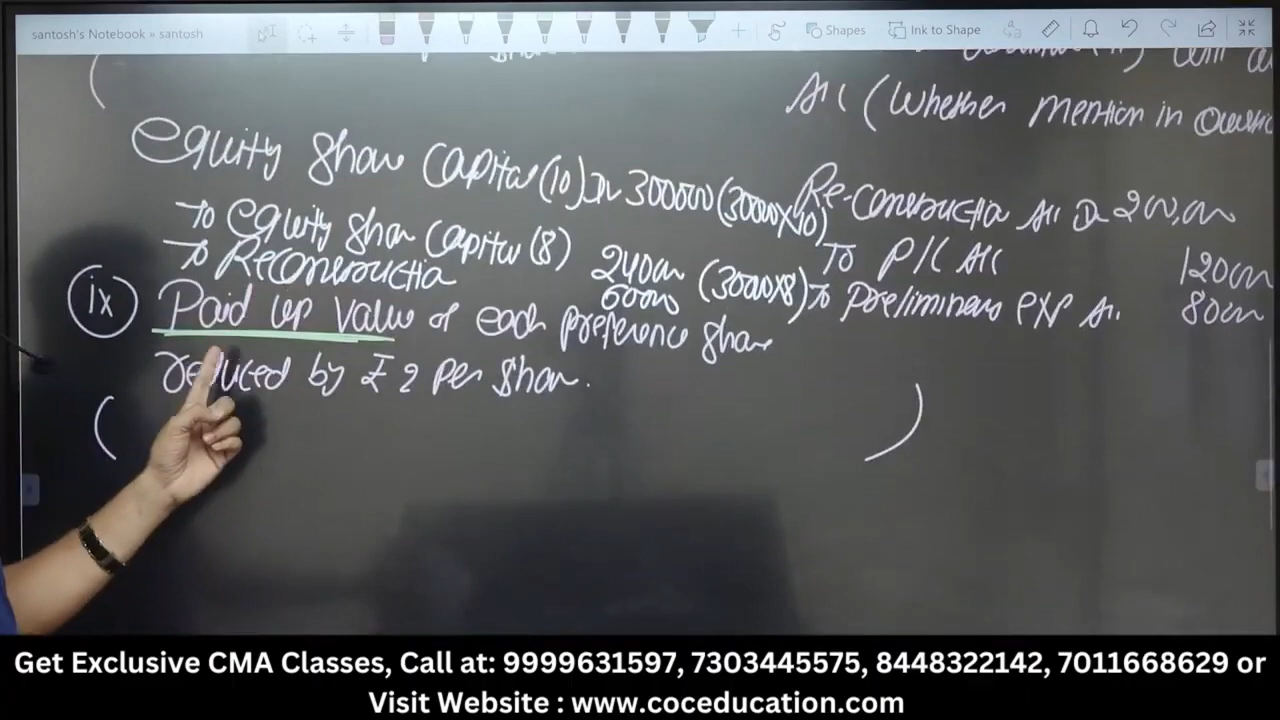 santosh's Notebook » santosh
Shapes
Ink to Shape
A/c (Whether mention in
Equity Share Capital (10) Dr 300000 (30000x10)
To Equity Share Capital (8) 240000 (30000x8)
To Reconstruction 60000
(ix) Paid up value of each preference share
reduced by ₹ 2 per share.
(
)
Re-Construction A/c Dr 200,000
To P/L A/c 120000
To Preliminary exp A/c 80000
Get Exclusive CMA Classes, Call at: 9999631597, 7303445575, 8448322142, 7011668629 or
Visit Website : www.coceducation.com